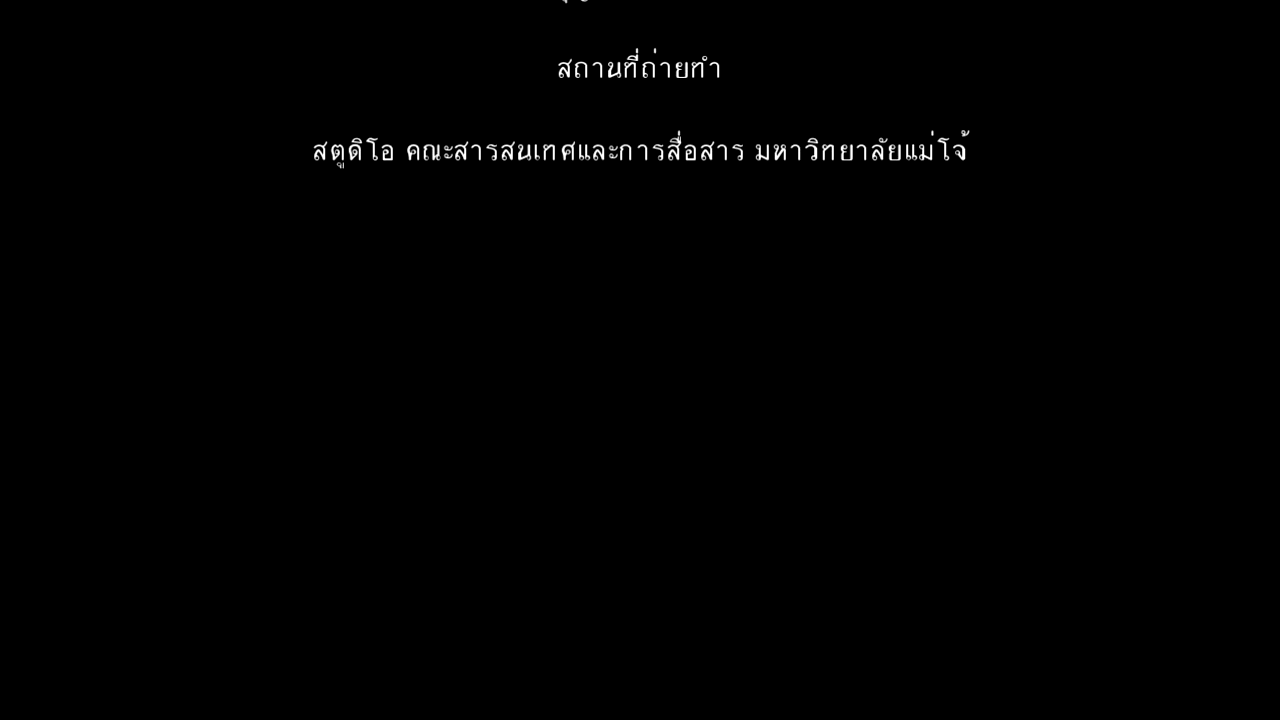 สถานที่ถ่ายทำ
สตูดิโอ คณะสารสนเทศและการสื่อสาร มหาวิทยาลัยแม่โจ้